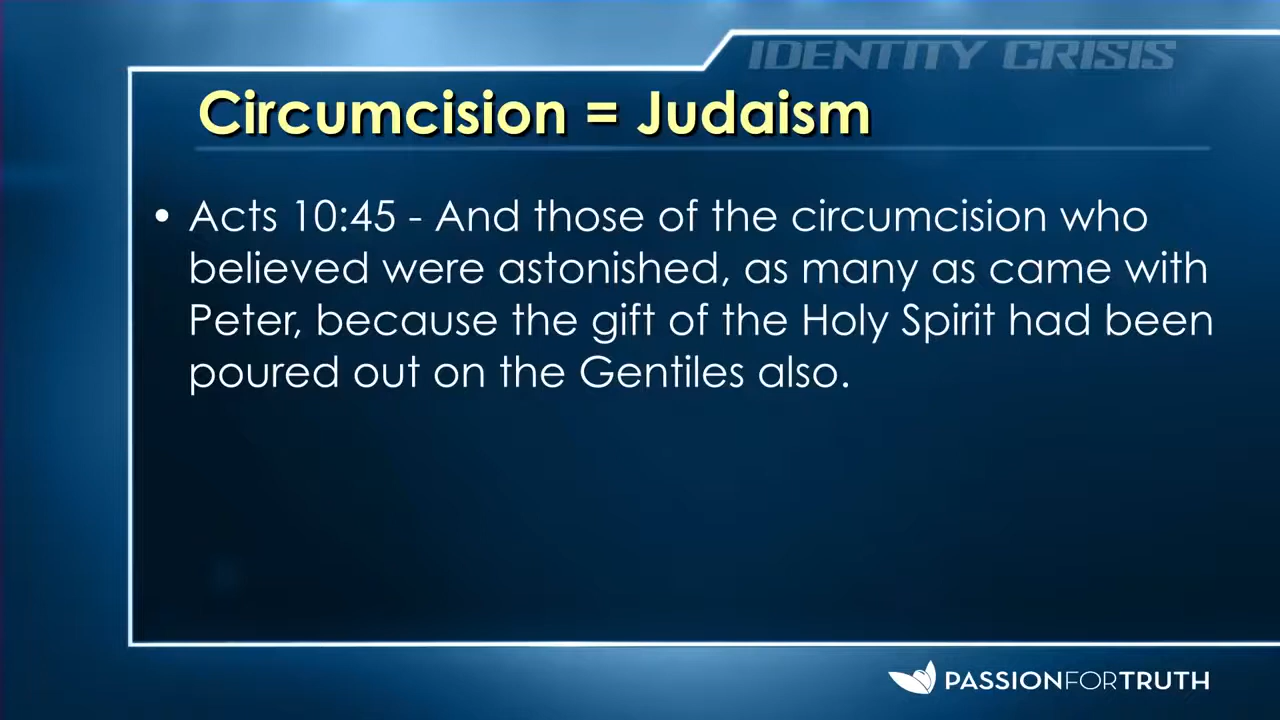 IDENTITY CRISIS
Circumcision = Judaism
• Acts 10:45 - And those of the circumcision who
believed were astonished, as many as came with
Peter, because the gift of the Holy Spirit had been
poured out on the Gentiles also.
PASSIONFORTRUTH